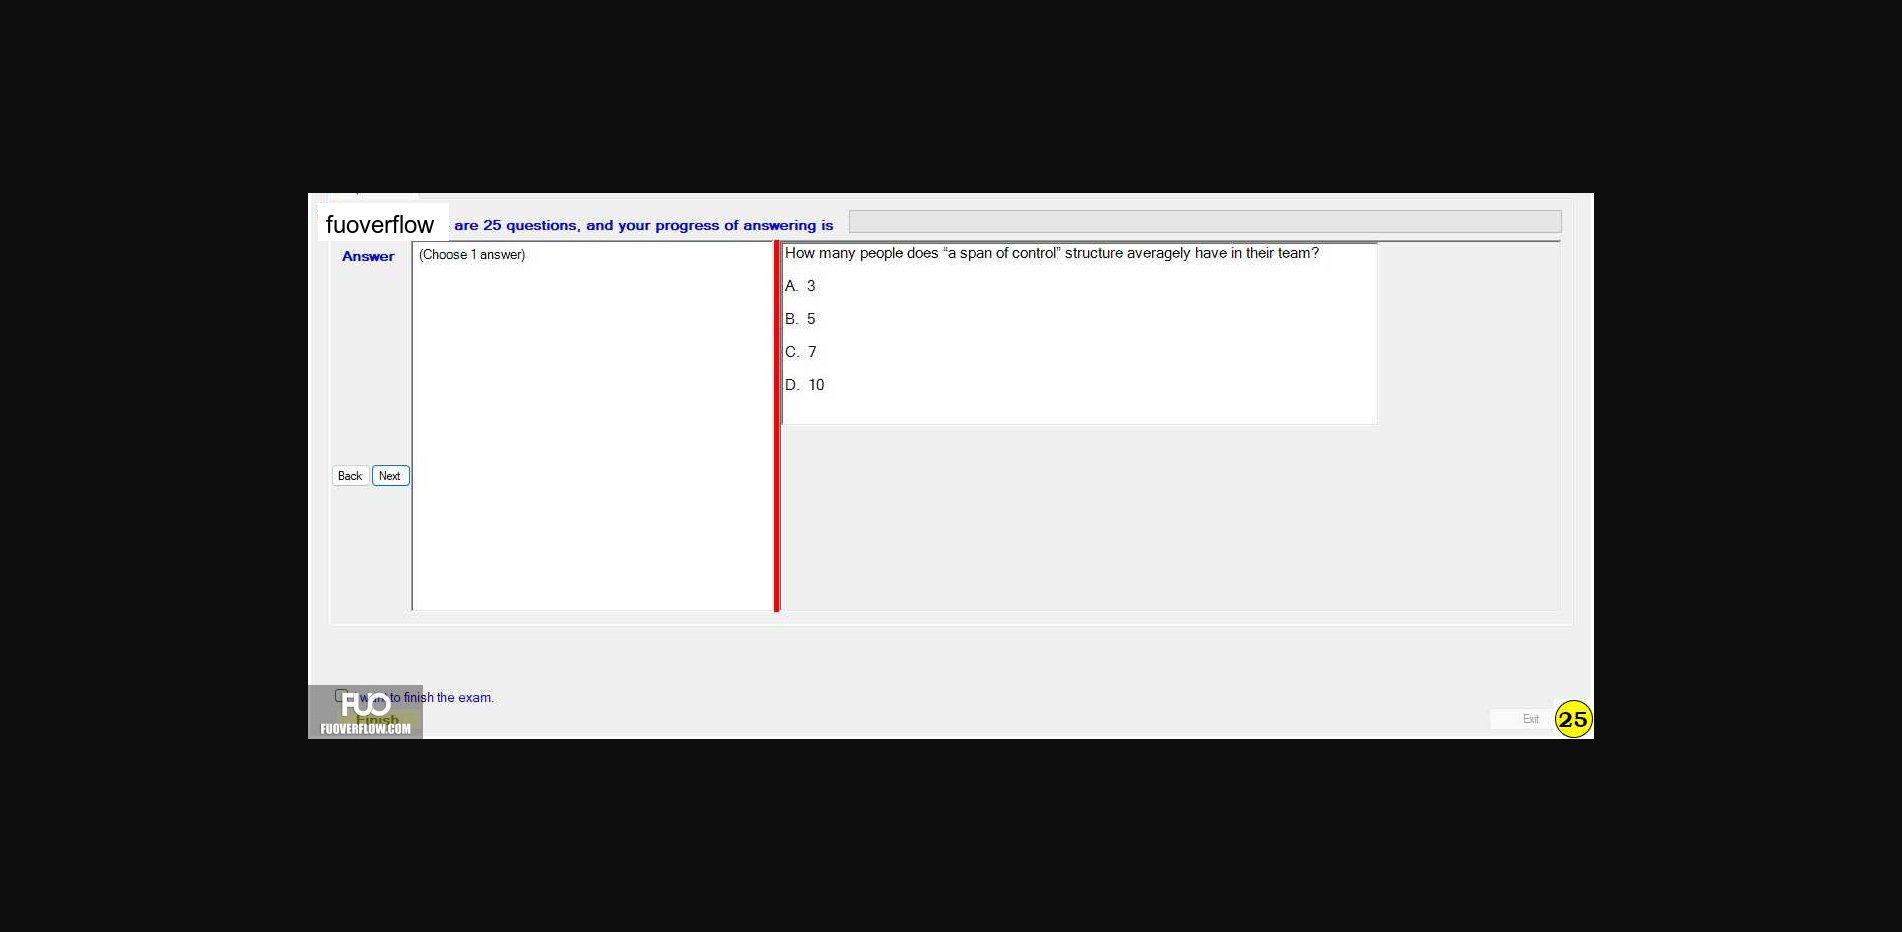 fuoverflow are 25 questions, and your progress of answering is
Answer
(Choose 1 answer)
How many people does “a span of control” structure averagely have in their team?
A. 3
B. 5
C. 7
D. 10
Back Next
I want to finish the exam.
FUO
Finish
FUOVERFLOW.COM
Exit
25